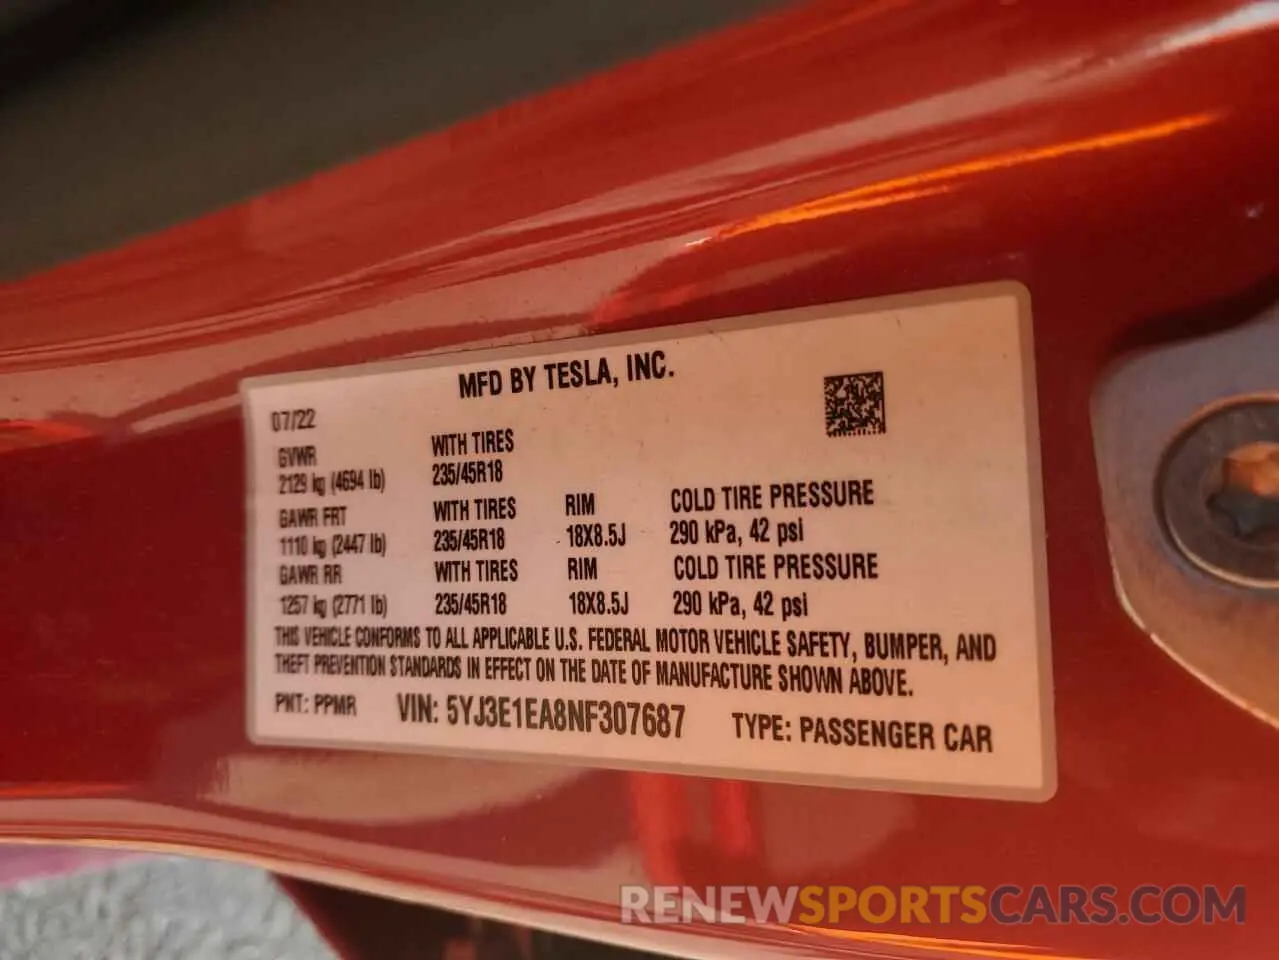 MFD BY TESLA, INC.
07/22
GVWR WITH TIRES
2129 kg (4694 lb) 235/45R18
GAWR FRT WITH TIRES RIM COLD TIRE PRESSURE
1110 kg (2447 lb) 235/45R18 18X8.5J 290 kPa, 42 psi
GAWR RR WITH TIRES RIM COLD TIRE PRESSURE
1257 kg (2771 lb) 235/45R18 18X8.5J 290 kPa, 42 psi
THIS VEHICLE CONFORMS TO ALL APPLICABLE U.S. FEDERAL MOTOR VEHICLE SAFETY, BUMPER, AND
THEFT PREVENTION STANDARDS IN EFFECT ON THE DATE OF MANUFACTURE SHOWN ABOVE.
PNT: PPMR VIN: 5YJ3E1EA8NF307687 TYPE: PASSENGER CAR
RENEWSPORTSCARS.COM